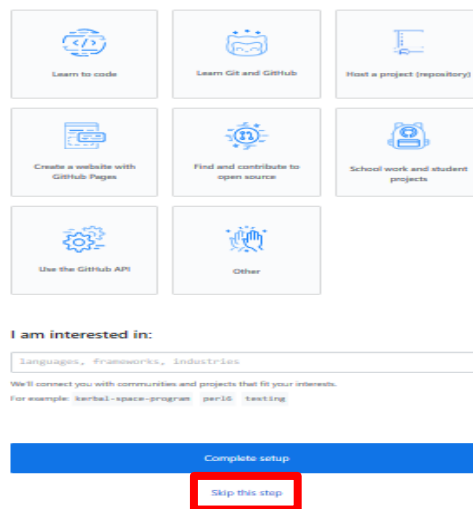 Learn to code
Learn Git and GitHub
Host a project (repository)
Create a website with
GitHub Pages
Find and contribute to
open source
School work and student
projects
Use the GitHub API
Other
I am interested in:
languages, frameworks, industries
We'll connect you with communities and projects that fit your interests.
For example: kerbal-space-program perl6 testing
Complete setup
Skip this step